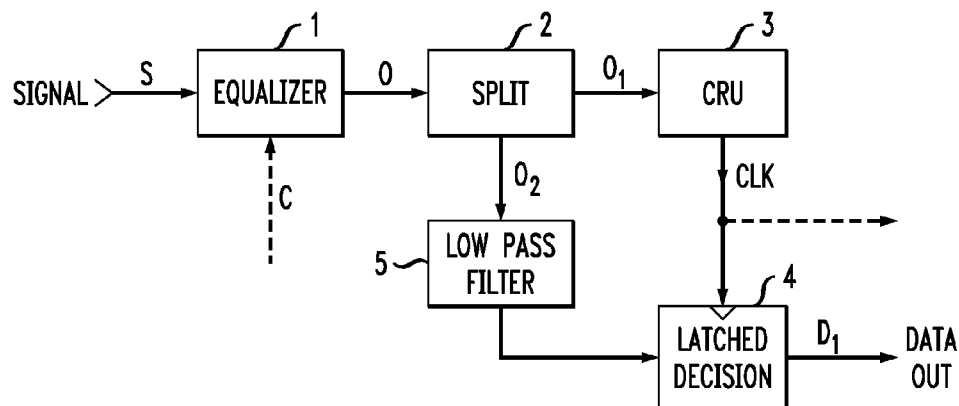 1
2
3
SIGNAL
S
EQUALIZER
O
SPLIT
O1
CRU
C
O2
CLK
5
LOW PASS
FILTER
4
LATCHED
DECISION
D1
DATA
OUT